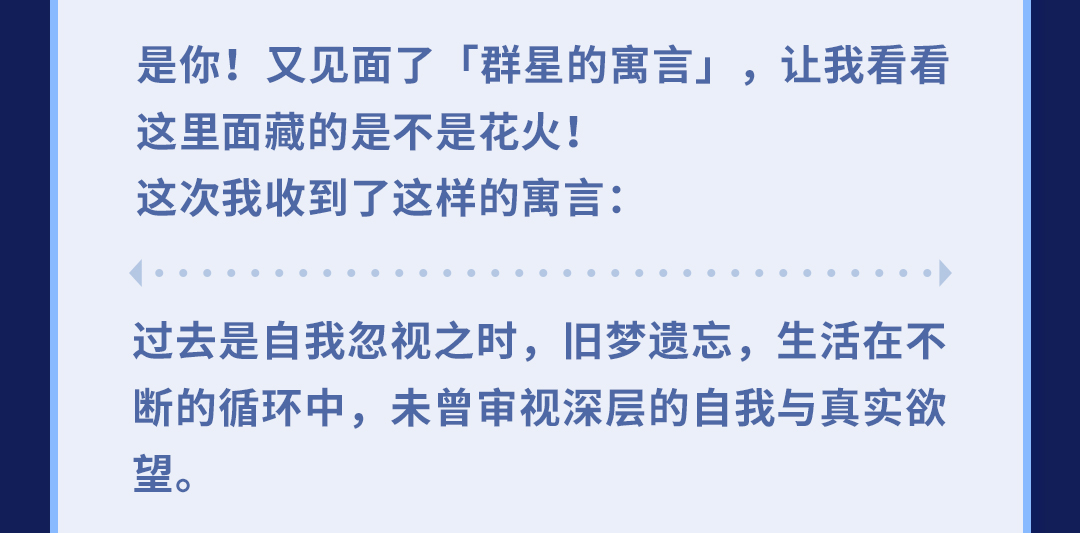 是你！又见面了「群星的寓言」，让我看看
这里面藏的是不是花火！
这次我收到了这样的寓言：
过去是自我忽视之时，旧梦遗忘，生活在不
断的循环中，未曾审视深层的自我与真实欲
望。